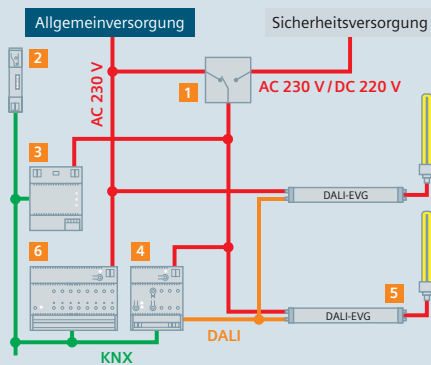 Allgemeinversorgung
Sicherheitsversorgung
2
AC 230 V
1
AC 230 V / DC 220 V
3
DALI-EVG
6
4
5
DALI-EVG
DALI
KNX